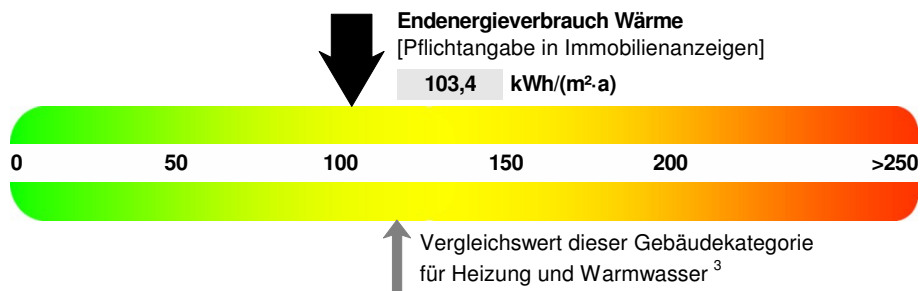 Endenergieverbrauch Wärme
[Pflichtangabe in Immobilienanzeigen]
103,4 kWh/(m²·a)
0 50 100 150 200 >250
Vergleichswert dieser Gebäudekategorie
für Heizung und Warmwasser ³